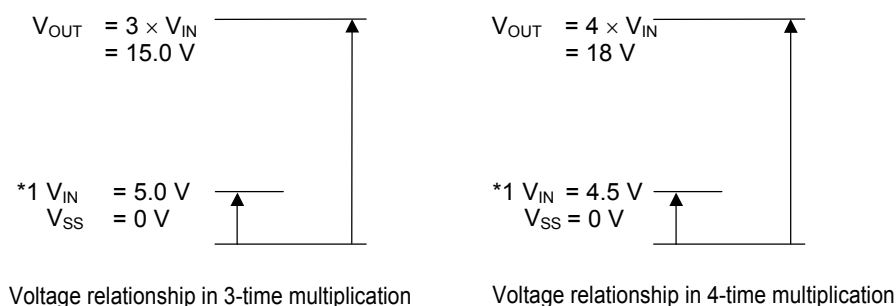 V_OUT = 3 × V_IN
= 15.0 V
*1 V_IN = 5.0 V
V_SS = 0 V
Voltage relationship in 3-time multiplication
V_OUT = 4 × V_IN
= 18 V
*1 V_IN = 4.5 V
V_SS = 0 V
Voltage relationship in 4-time multiplication